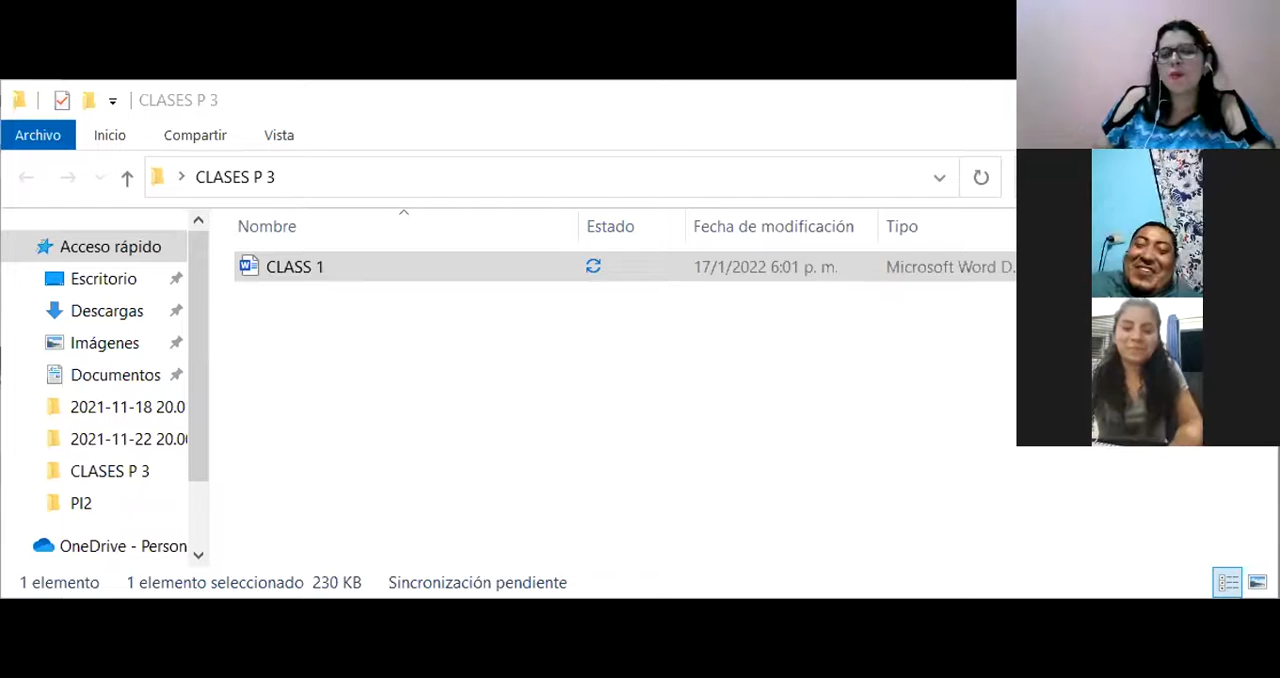 CLASES P 3
Archivo Inicio Compartir Vista
CLASES P 3
Nombre Estado Fecha de modificación Tipo
Acceso rápido
CLASS 1 17/1/2022 6:01 p. m. Microsoft Word D...
Escritorio
Descargas
Imágenes
Documentos
2021-11-18 20.0
2021-11-22 20.00
CLASES P 3
PI2
OneDrive - Person
1 elemento 1 elemento seleccionado 230 KB Sincronización pendiente